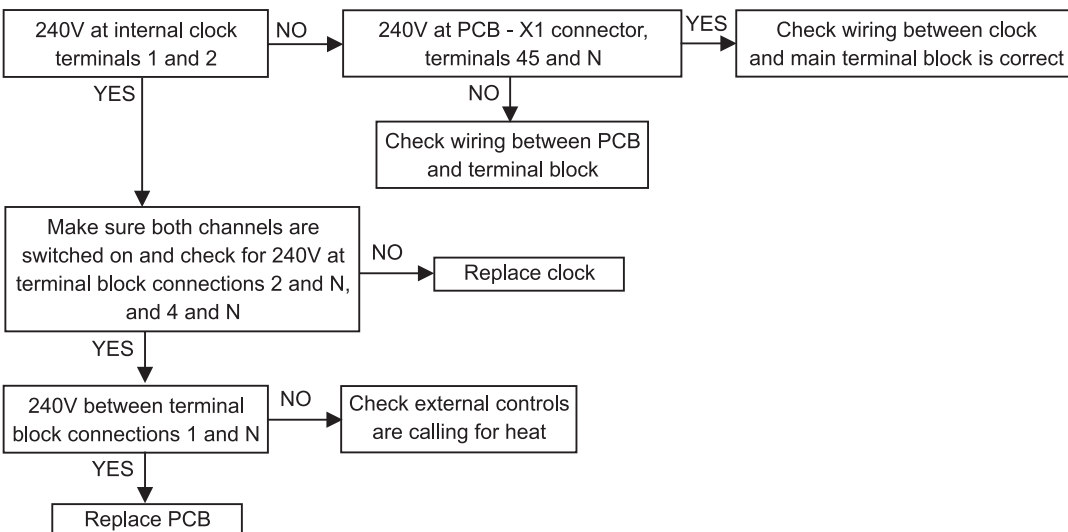 240V at internal clock
terminals 1 and 2
NO
240V at PCB - X1 connector,
terminals 45 and N
YES
Check wiring between clock
and main terminal block is correct
YES
NO
Check wiring between PCB
and terminal block
Make sure both channels are
switched on and check for 240V at
terminal block connections 2 and N,
and 4 and N
NO
Replace clock
YES
240V between terminal
block connections 1 and N
NO
Check external controls
are calling for heat
YES
Replace PCB